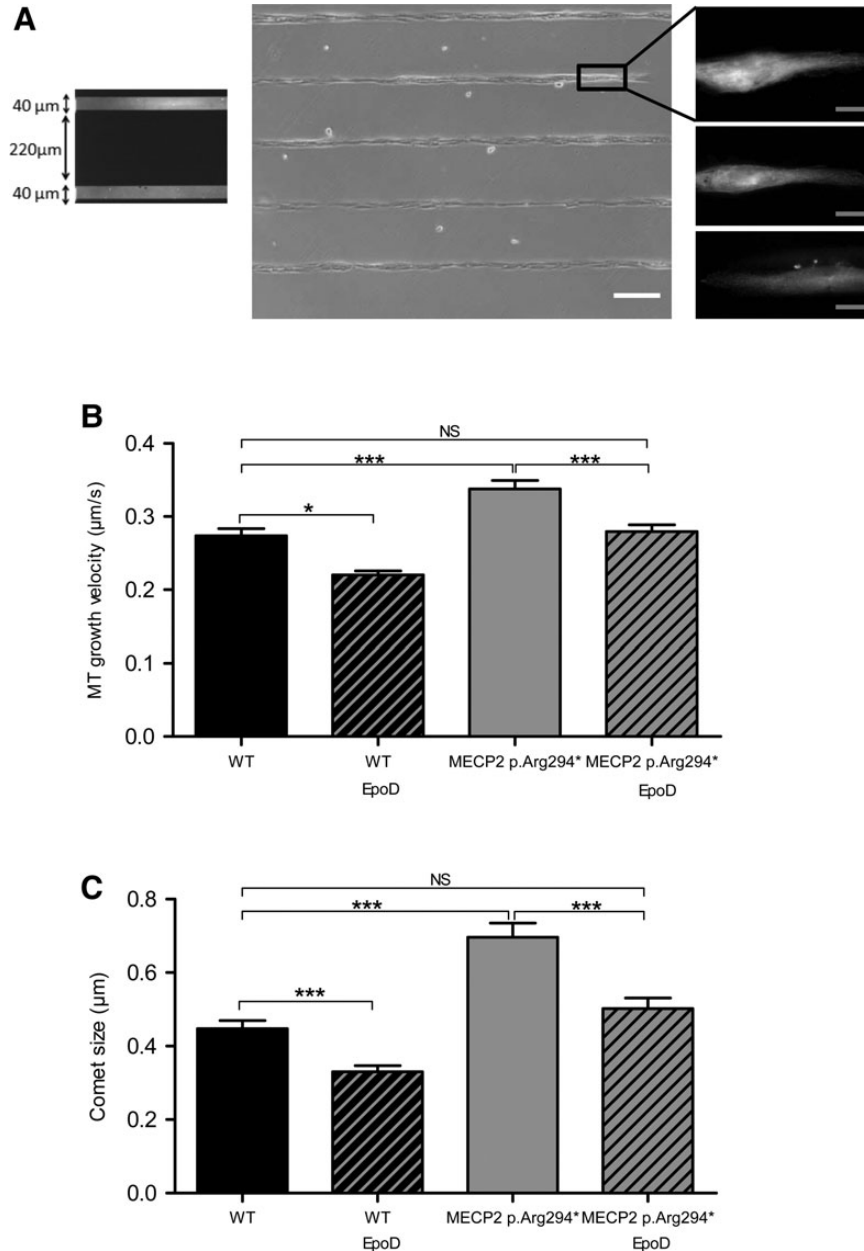 A
40 µm
220µm
40 µm
B
MT growth velocity (µm/s)
0.4
0.3
0.2
0.1
0.0
NS
***
***
*
WT
WT
EpoD
MECP2 p.Arg294*
MECP2 p.Arg294*
EpoD
C
Comet size (µm)
0.8
0.6
0.4
0.2
0.0
NS
***
***
***
WT
WT
EpoD
MECP2 p.Arg294*
MECP2 p.Arg294*
EpoD